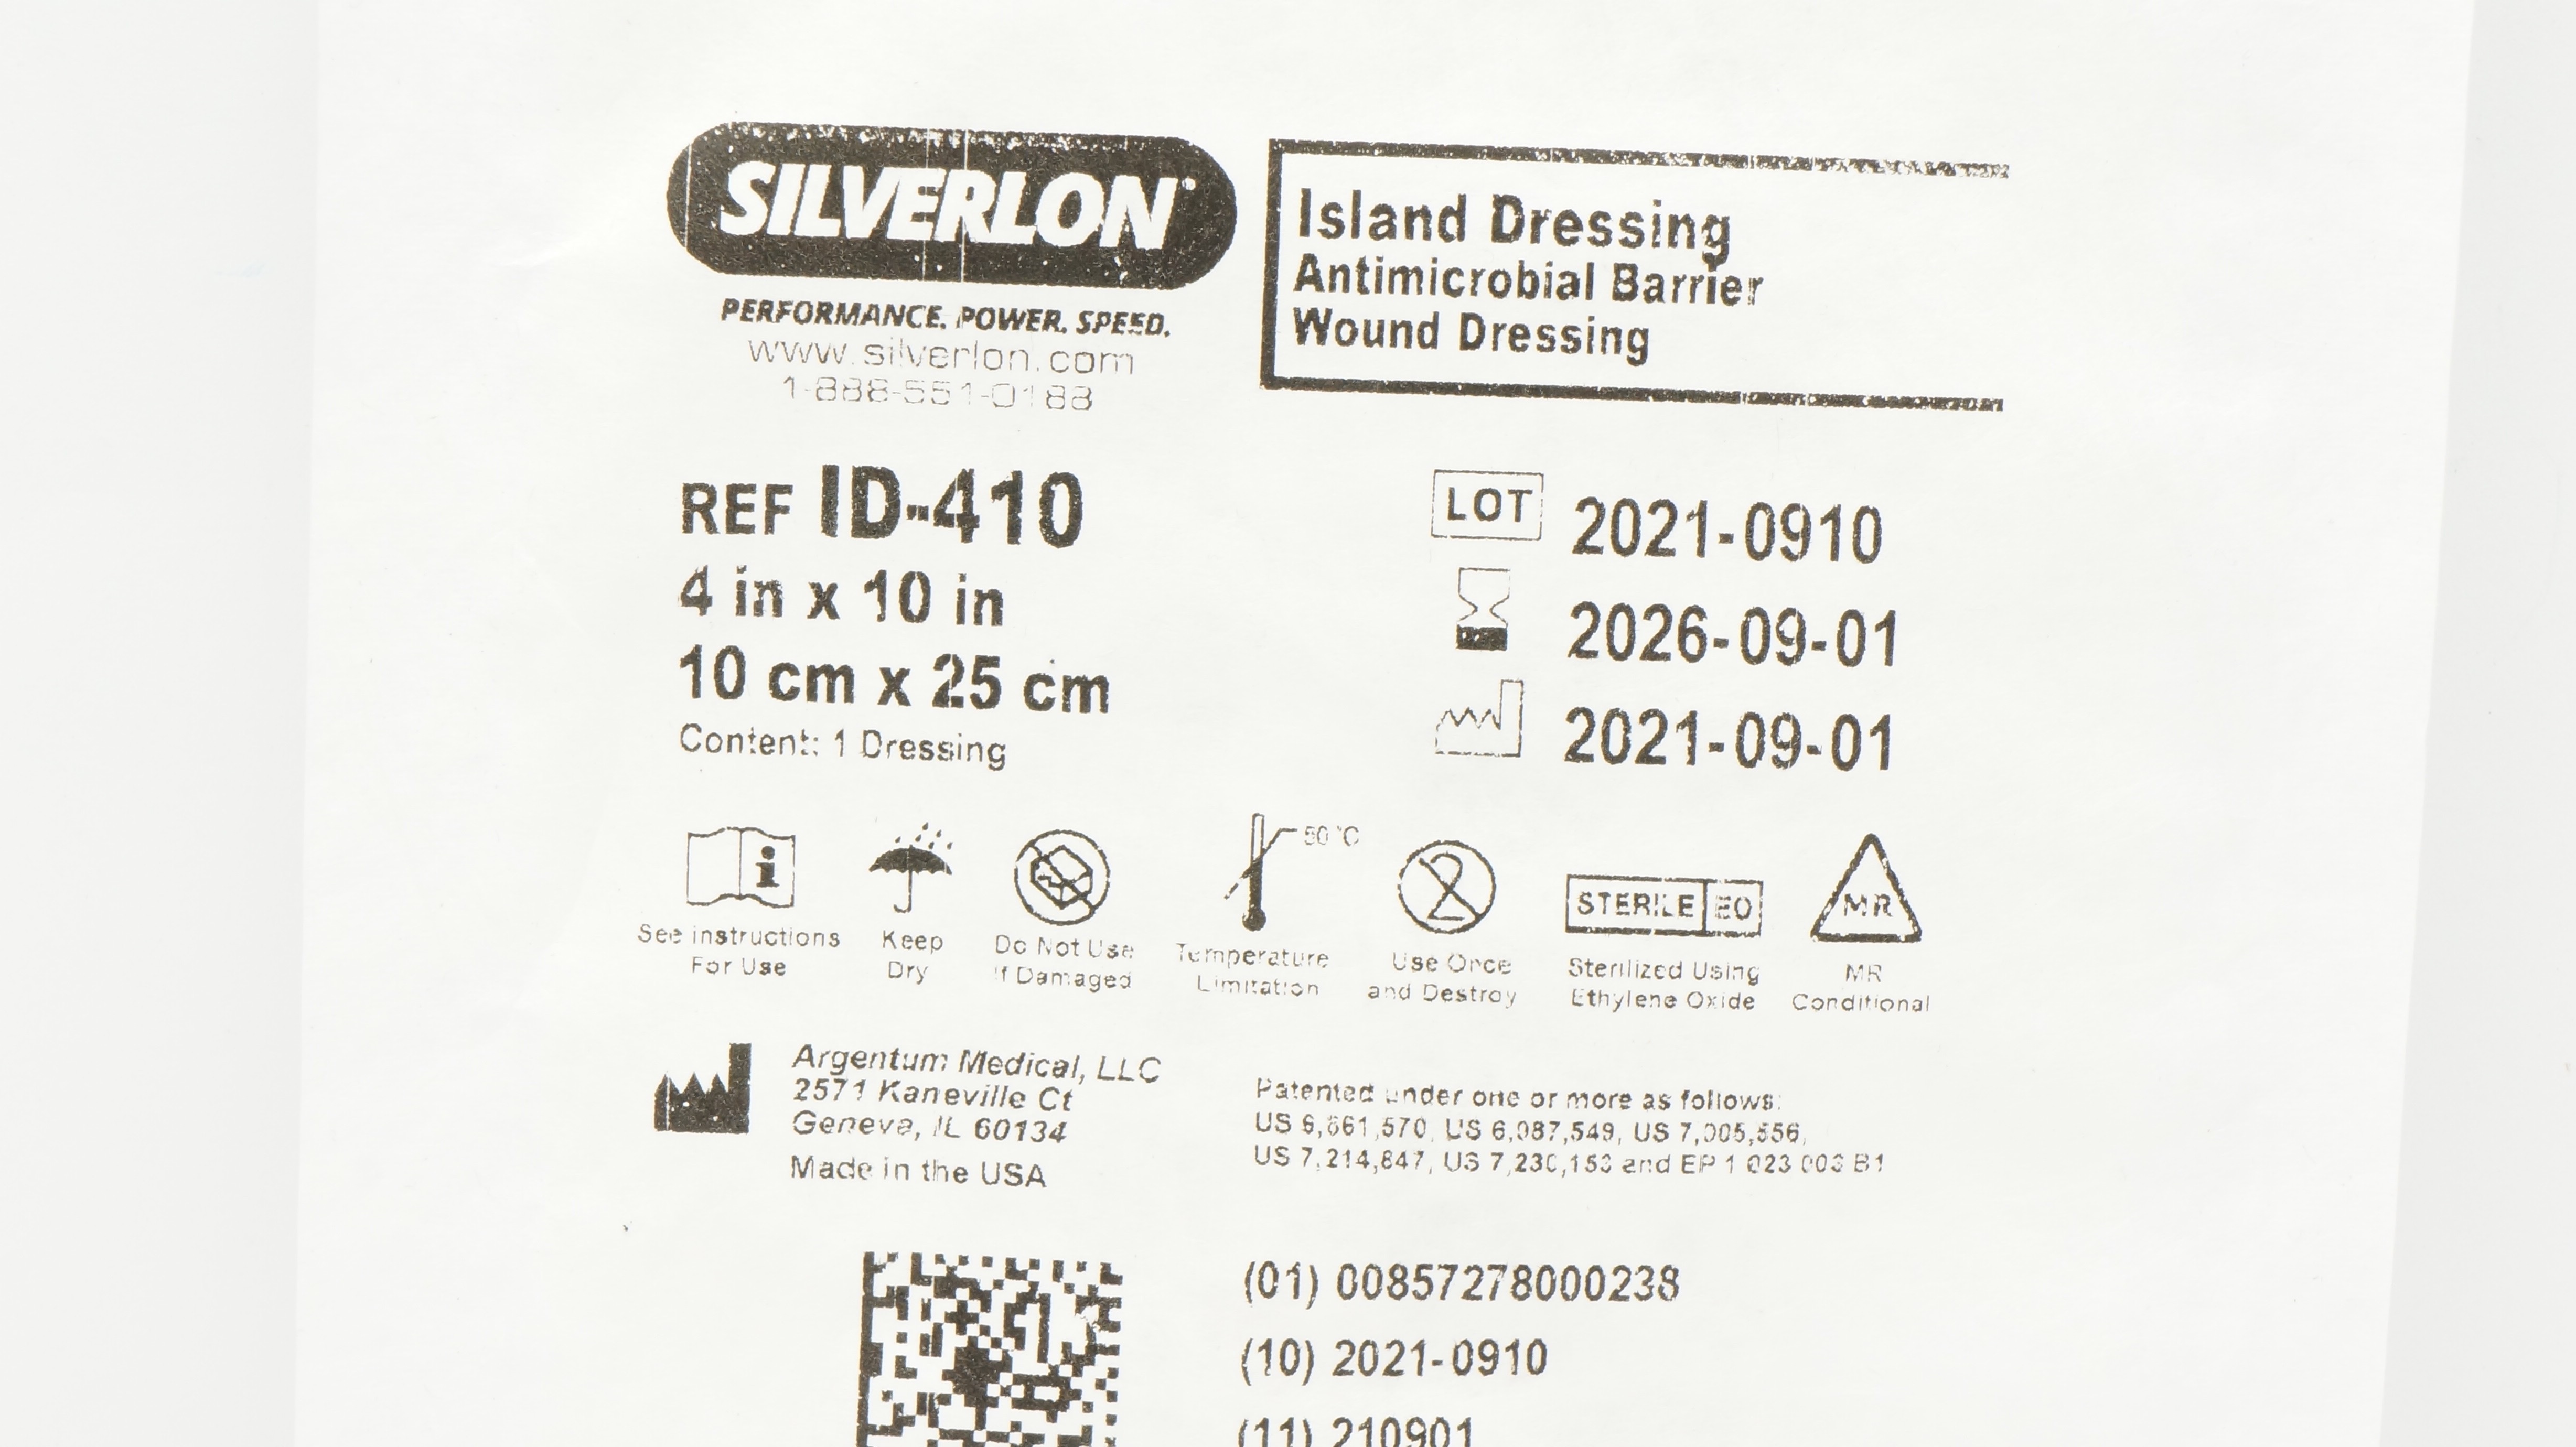 SILVERLON
PERFORMANCE. POWER. SPEED.
www.silverlon.com
1-888-551-0188
Island Dressing
Antimicrobial Barrier
Wound Dressing
REF ID-410
4 in x 10 in
10 cm x 25 cm
Content: 1 Dressing
LOT 2021-0910
2026-09-01
2021-09-01
50 °C
2
STERILE EO
MR
See instructions
For Use
Keep
Dry
Do Not Use
If Damaged
Temperature
Limitation
Use Once
and Destroy
Sterilized Using
Ethylene Oxide
MR
Conditional
Argentum Medical, LLC
2571 Kaneville Ct
Geneva, IL 60134
Made in the USA
Patented under one or more as follows:
US 6,087,549, US 7,005,556,
US 7,214,847, US 7,230,153 and EP 1 023 003 B1
(01) 00857278000238
(10) 2021-0910
(11) 210901